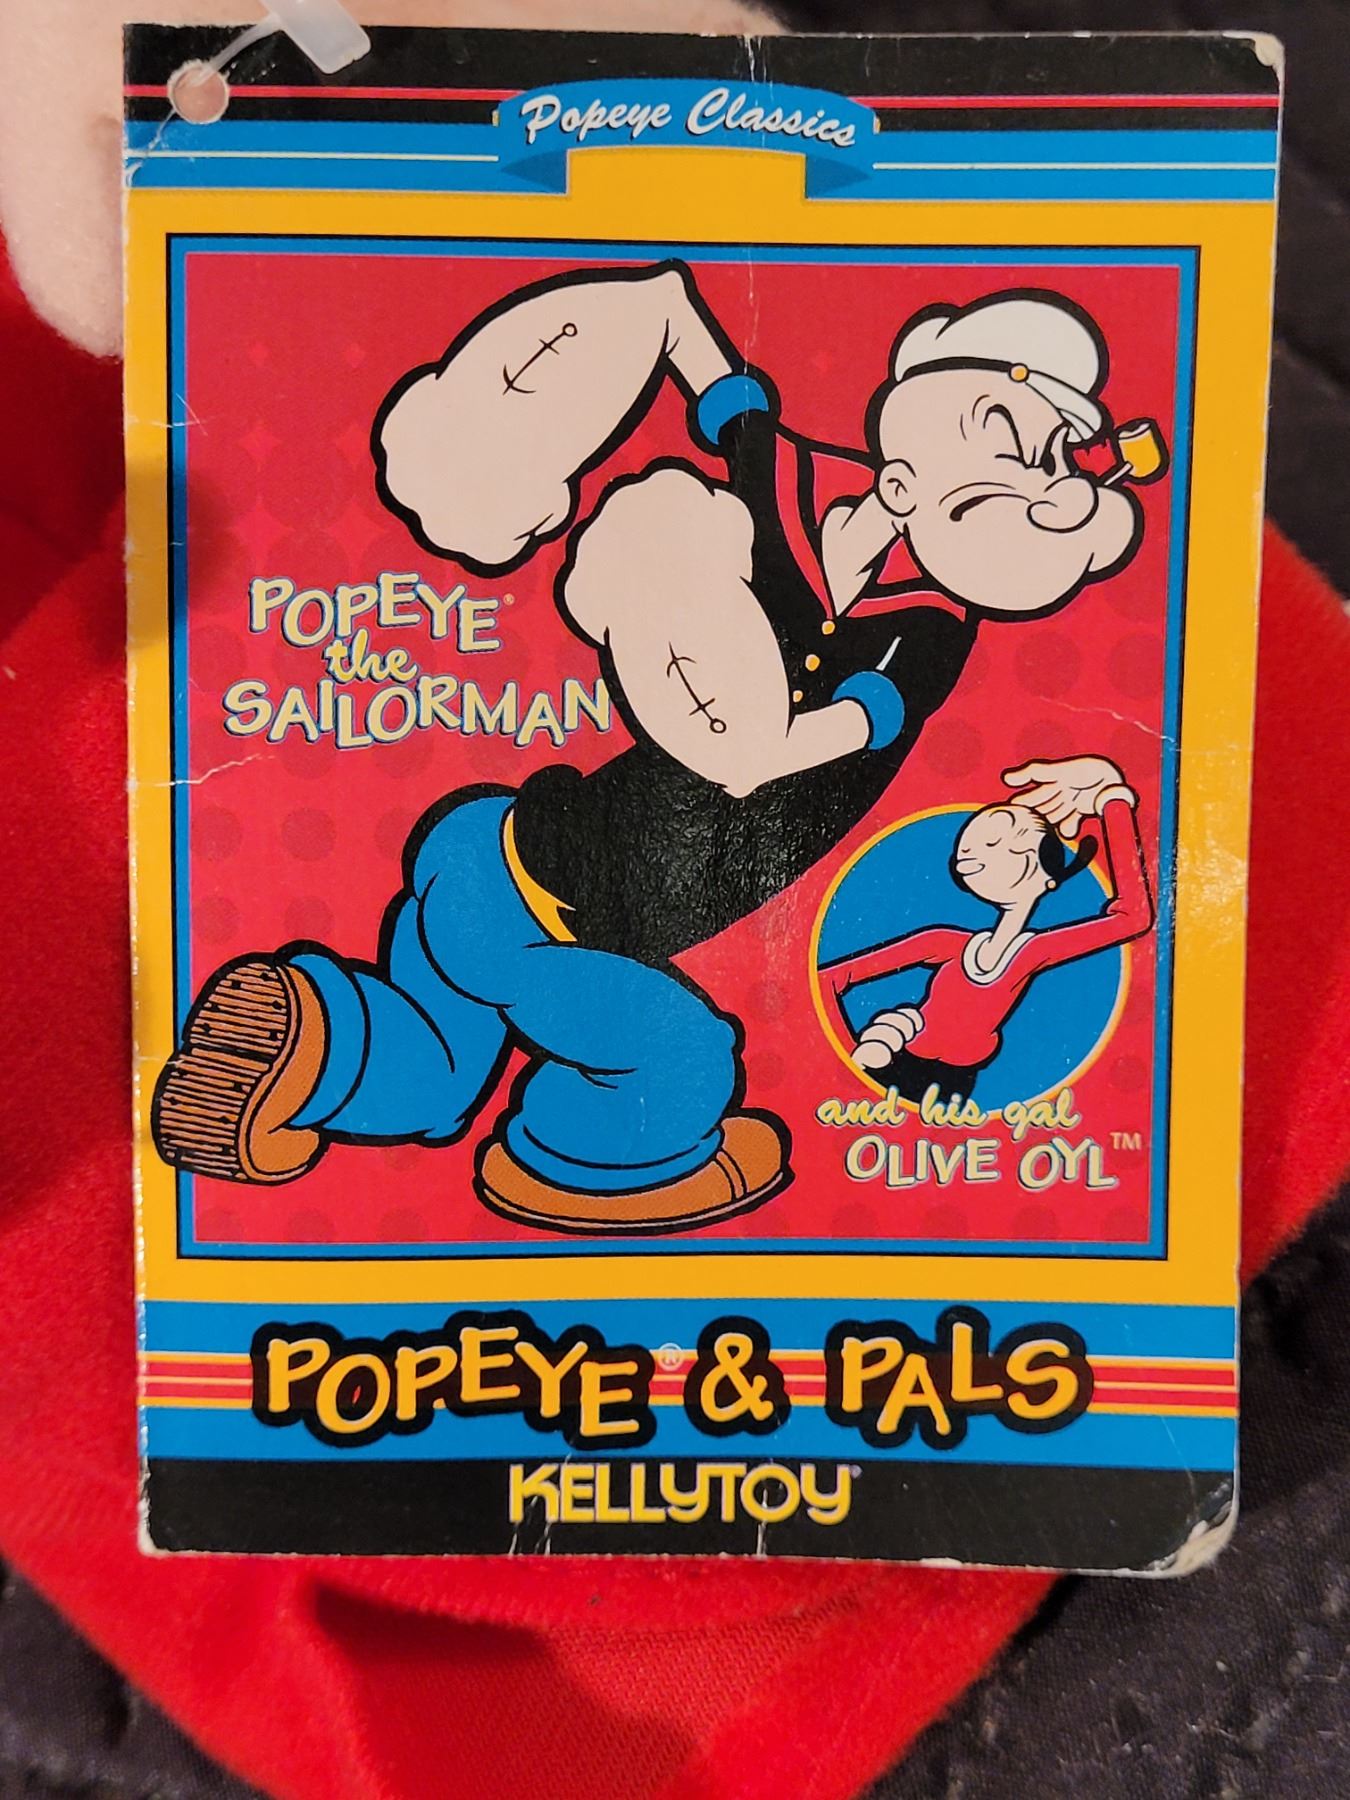 Popeye Classics
POPEYE®
the
SAILORMAN
and his gal
OLIVE OYL™
POPEYE® & PALS
KELLYTOY®